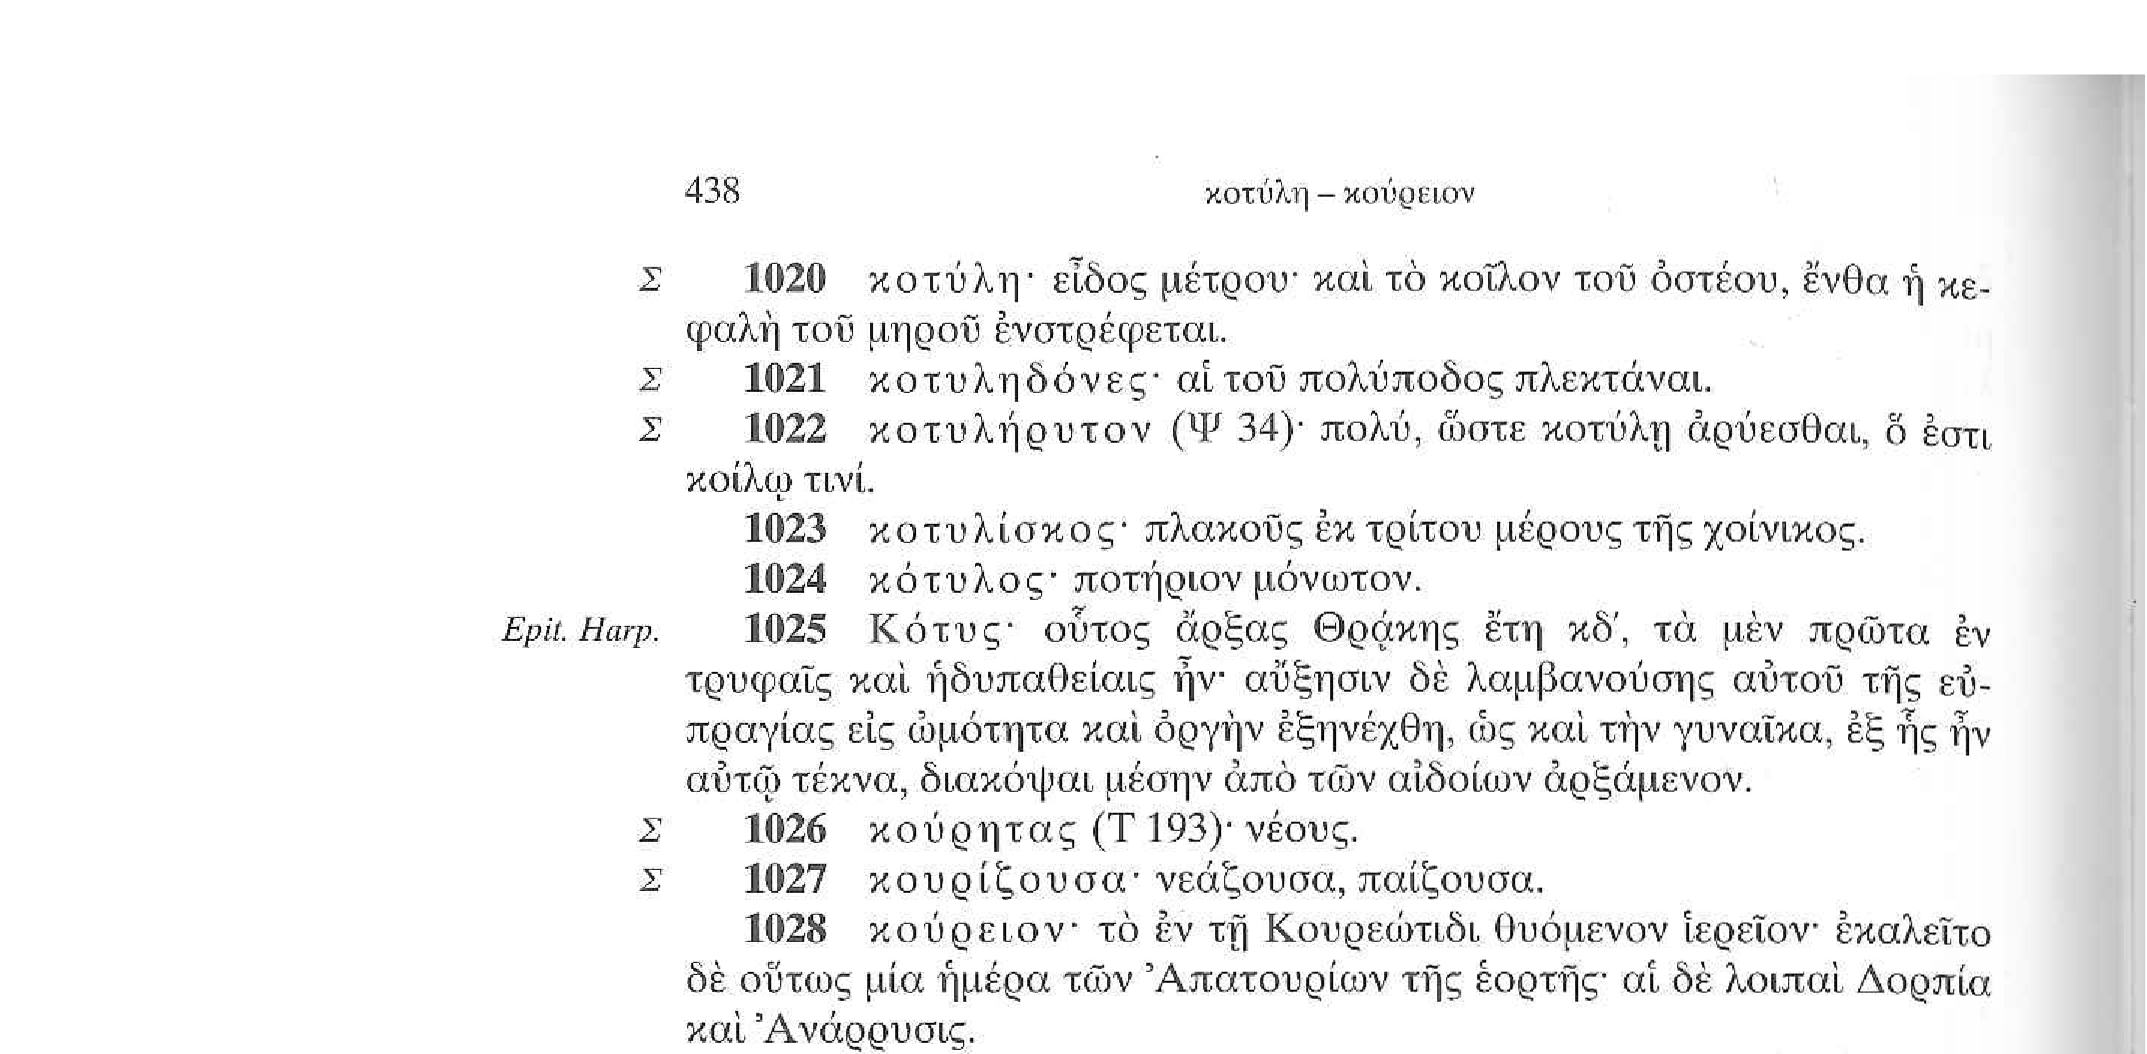 438 κοτύλη – κούρειον
Σ 1020 κοτύλη· εἶδος μέτρου· καὶ τὸ κοῖλον τοῦ ὀστέου, ἔνθα ἡ κε-
φαλὴ τοῦ μηροῦ ἐνστρέφεται.
Σ 1021 κοτυληδόνες· αἱ τοῦ πολύποδος πλεκτάναι.
Σ 1022 κοτυλήρυτον (Ψ 34)· πολύ, ὥστε κοτύλῃ ἀρύεσθαι, ὅ ἐστι
κοίλῳ τινί.
1023 κοτυλίσκος· πλακοῦς ἐκ τρίτου μέρους τῆς χοίνικος.
1024 κότυλος· ποτήριον μόνωτον.
Epit. Harp. 1025 Κότυς· οὗτος ἄρξας Θρᾴκης ἔτη κδ′, τὰ μὲν πρῶτα ἐν
τρυφαῖς καὶ ἡδυπαθείαις ἦν· αὔξησιν δὲ λαμβανούσης αὐτοῦ τῆς εὐ-
πραγίας εἰς ὠμότητα καὶ ὀργὴν ἐξηνέχθη, ὡς καὶ τὴν γυναῖκα, ἐξ ἧς ἦν
αὐτῷ τέκνα, διακόψαι μέσην ἀπὸ τῶν αἰδοίων ἀρξάμενον.
Σ 1026 κούρητας (Τ 193)· νέους.
Σ 1027 κουρίζουσα· νεάζουσα, παίζουσα.
1028 κούρειον· τὸ ἐν τῇ Κουρεώτιδι θυόμενον ἱερεῖον· ἐκαλεῖτο
δὲ οὕτως μία ἡμέρα τῶν Ἀπατουρίων τῆς ἑορτῆς· αἱ δὲ λοιπαὶ Δορπία
καὶ Ἀνάρρυσις.